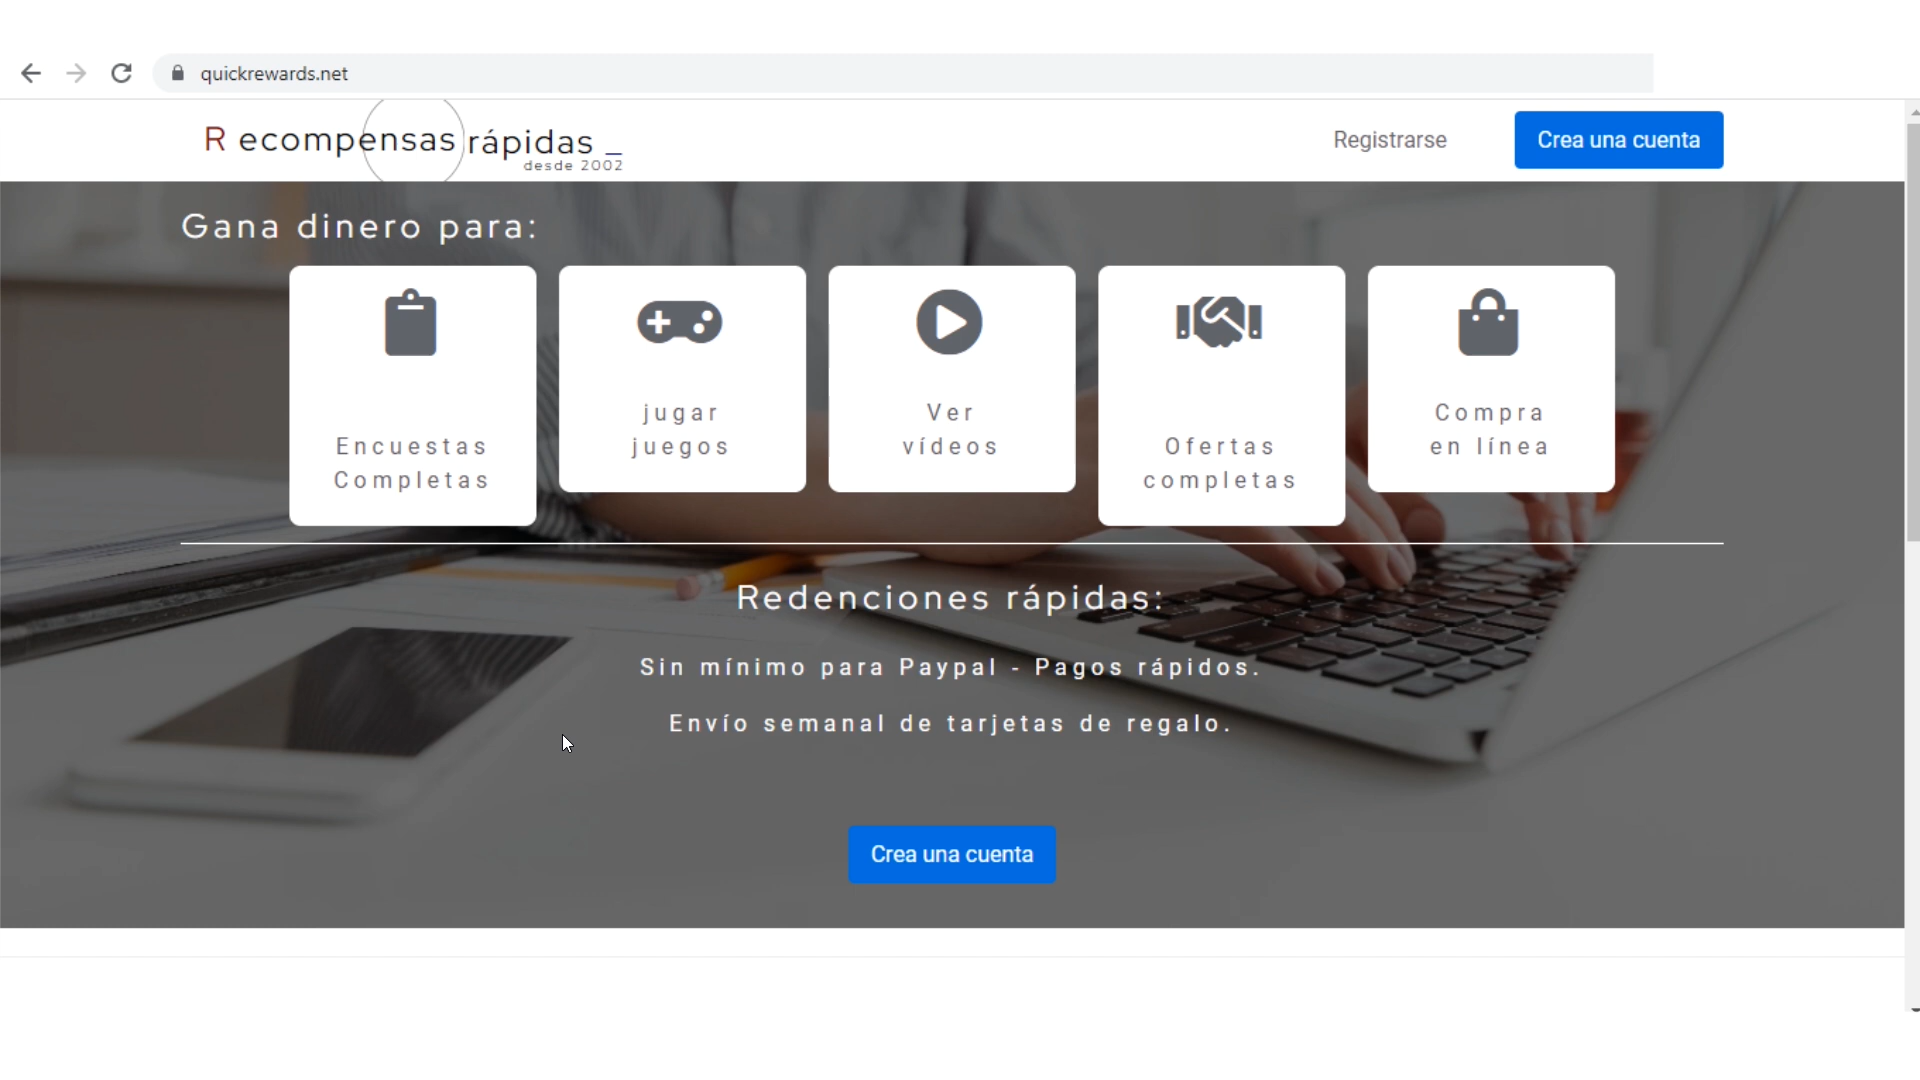 quickrewards.net
R ecompensas rápidas _
desde 2002
Registrarse
Crea una cuenta
Gana dinero para:
Encuestas
Completas
jugar
juegos
Ver
vídeos
Ofertas
completas
Compra
en línea
Redenciones rápidas:
Sin mínimo para Paypal - Pagos rápidos.
Envío semanal de tarjetas de regalo.
Crea una cuenta